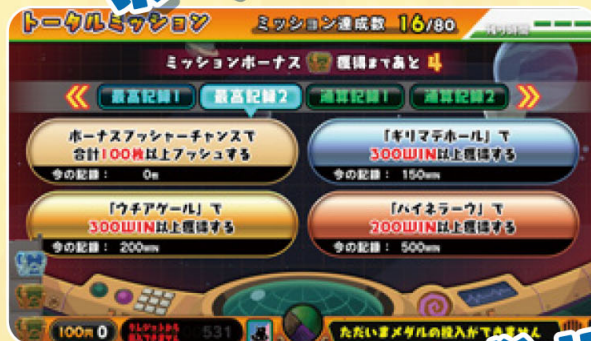 トータルミッション
ミッション達成数 16/80
残り時間
ミッションボーナス 獲得まであと 4
最高記録1 最高記録2 通算記録1 通算記録2
ボーナスプッシャーチャンスで
合計100枚以上プッシュする
今の記録： 0枚
「ギリマデホール」で
300WIN以上獲得する
今の記録： 150WIN
「ウチアゲール」で
300WIN以上獲得する
今の記録： 200WIN
「パイネラーウ」で
200WIN以上獲得する
今の記録： 500WIN
100円 0
531
ただいまメダルの投入ができません